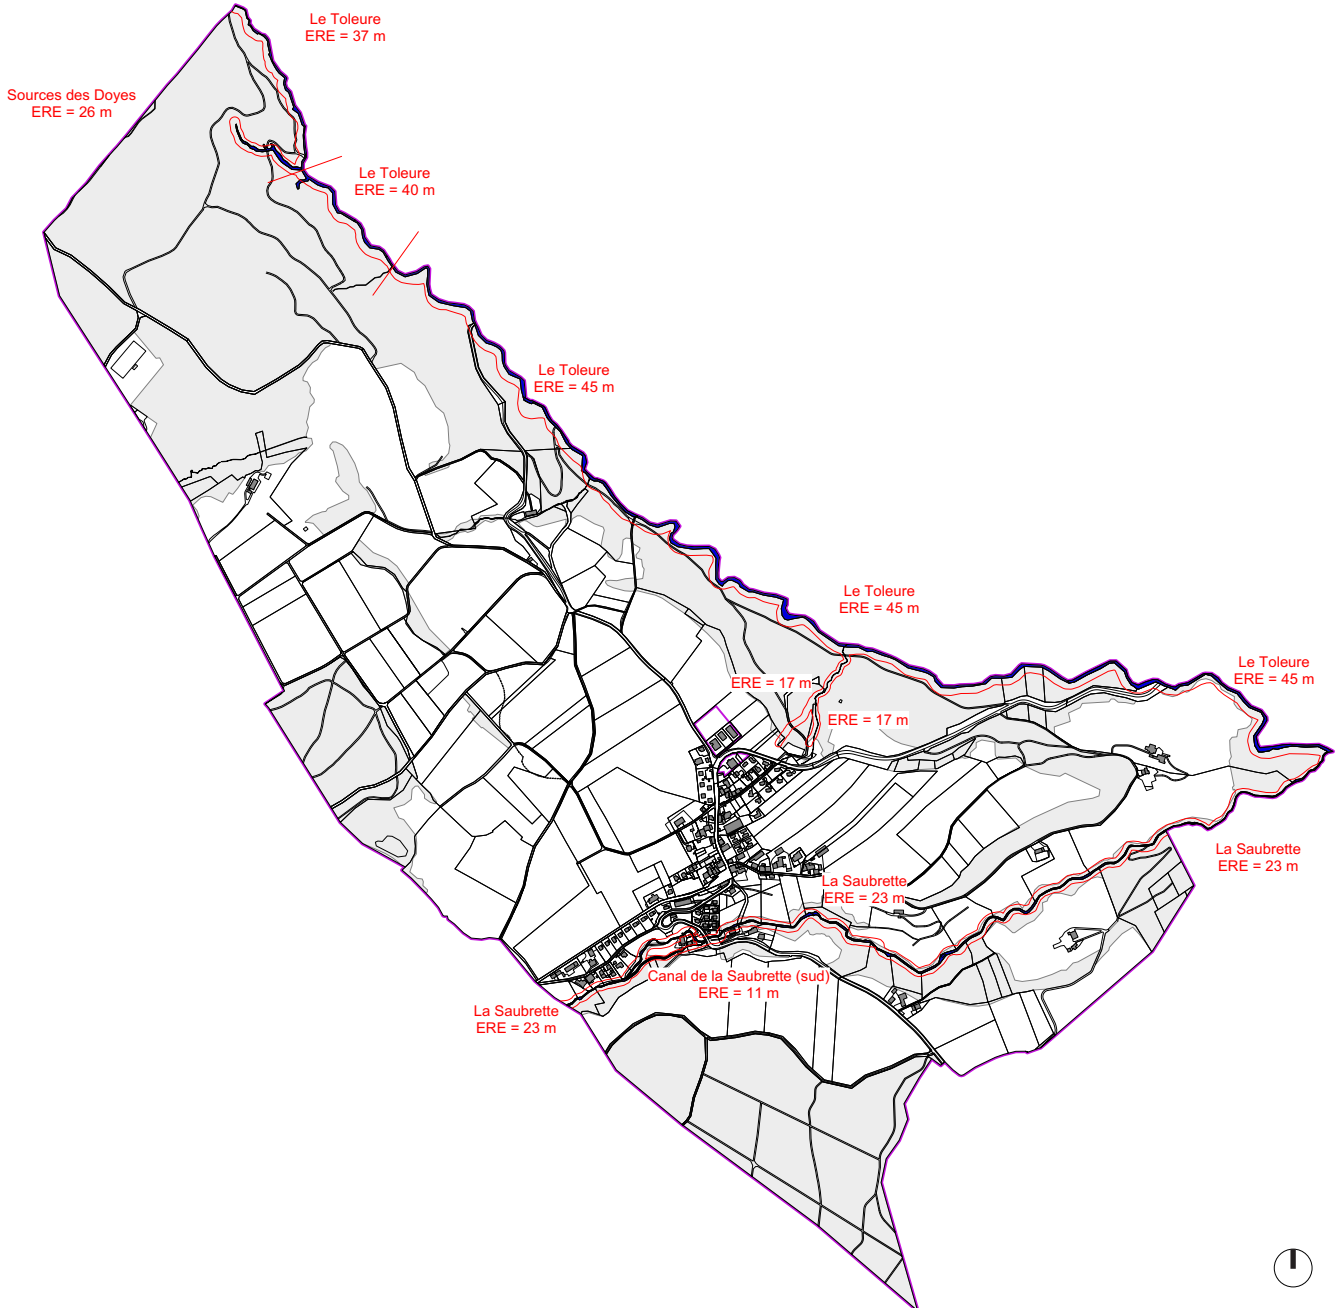 Le Toleure
ERE = 37 m
Sources des Doyes
ERE = 26 m
Le Toleure
ERE = 40 m
Le Toleure
ERE = 45 m
Le Toleure
ERE = 45 m
Le Toleure
ERE = 45 m
ERE = 17 m
ERE = 17 m
La Saubrette
ERE = 23 m
La Saubrette
ERE = 23 m
Canal de la Saubrette (sud)
ERE = 11 m
La Saubrette
ERE = 23 m